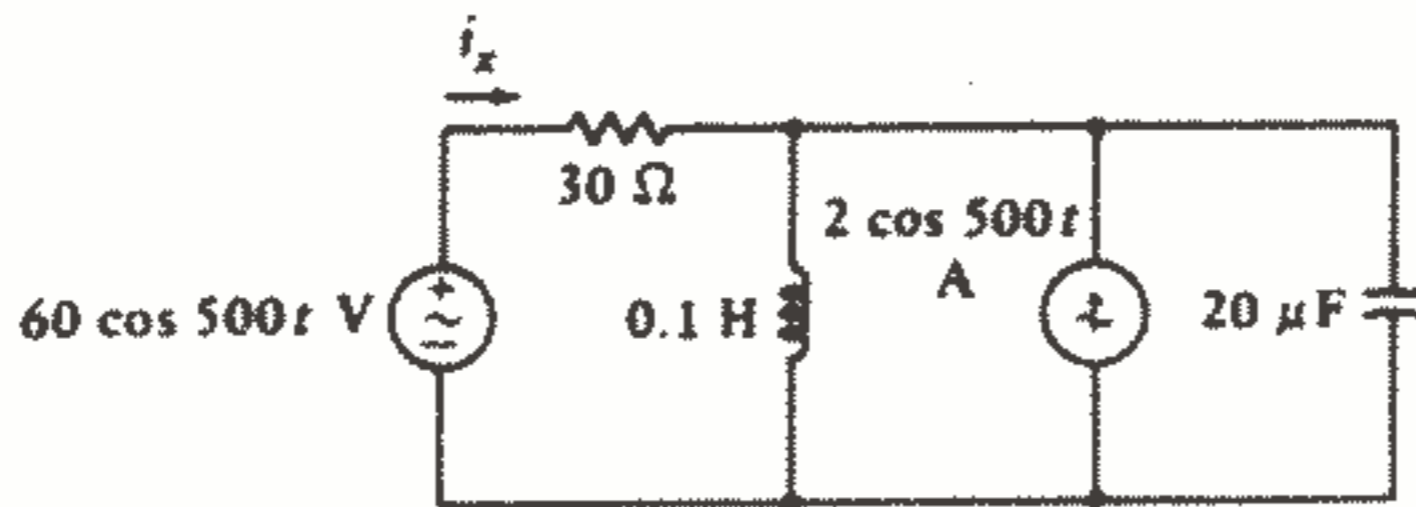 i_x
30 Ω
2 cos 500t
A
60 cos 500t V
+
~
−
0.1 H
20 μF